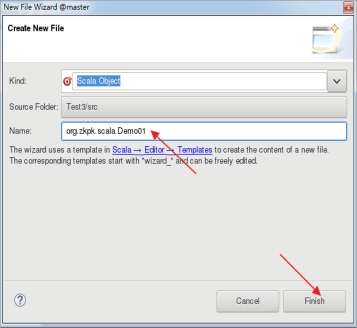 New File Wizard @master
Create New File
Kind: Scala Object
Source Folder: Test3/src
Name: org.zkpk.scala.Demo01
The wizard uses a template in Scala → Editor → Templates to create the content of a new file.
The corresponding templates start with "wizard_" and can be freely edited.
Cancel Finish